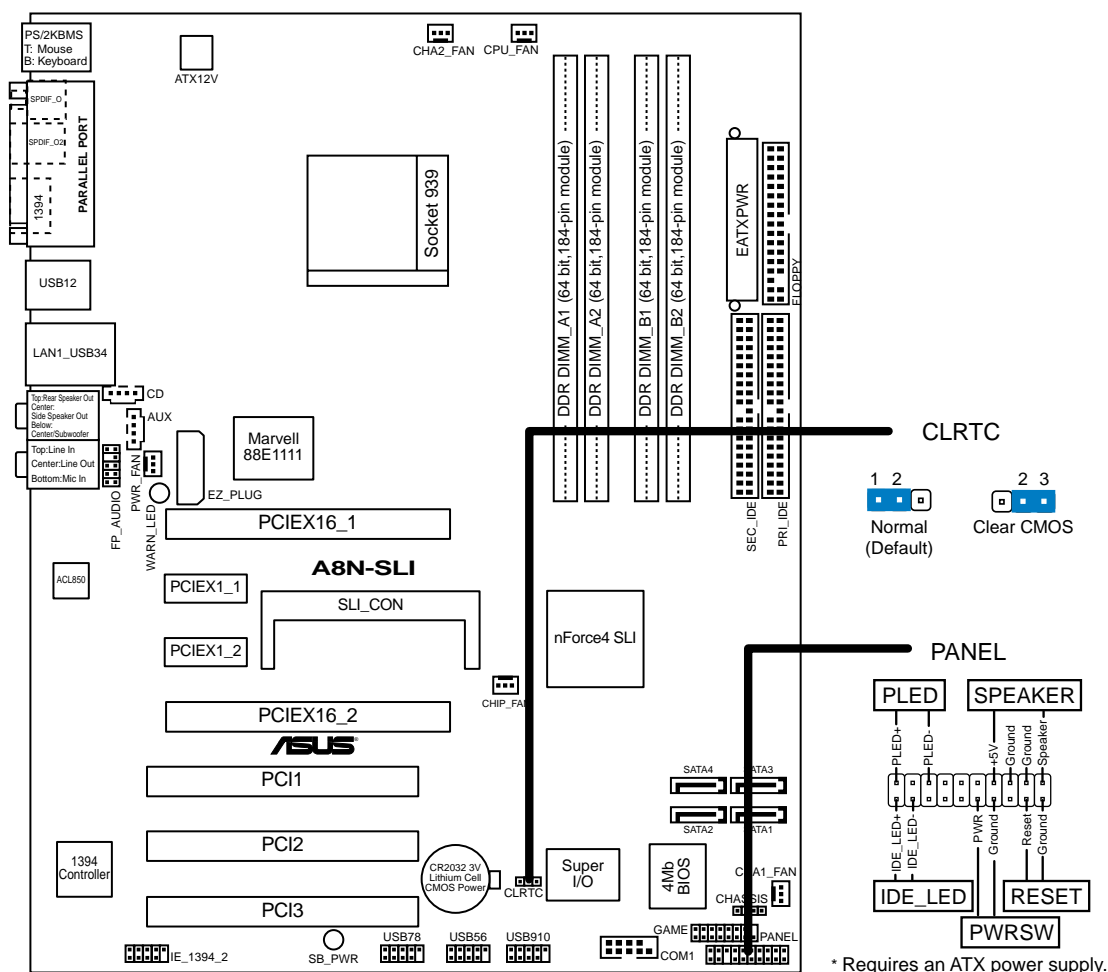 PS/2KBMS
T: Mouse
B: Keyboard
ATX12V
CHA2_FAN
CPU_FAN
SPDIF_O
SPDIF_O2
1394
PARALLEL PORT
Socket 939
DDR DIMM_A1 (64 bit,184-pin module)
DDR DIMM_A2 (64 bit,184-pin module)
DDR DIMM_B1 (64 bit,184-pin module)
DDR DIMM_B2 (64 bit,184-pin module)
EATXPWR
FLOPPY
USB12
LAN1_USB34
CD
AUX
Top:Rear Speaker Out
Center:
Side Speaker Out
Below:
Center/Subwoofer
Top:Line In
Center:Line Out
Bottom:Mic In
FP_AUDIO
PWR_FAN
WARN_LED
EZ_PLUG
Marvell
88E1111
SEC_IDE
PRI_IDE
CLRTC
1 2
Normal
(Default)
2 3
Clear CMOS
PCIEX16_1
A8N-SLI
ACL850
PCIEX1_1
SLI_CON
PCIEX1_2
nForce4 SLI
CHIP_FAN
PCIEX16_2
ASUS®
PCI1
PCI2
PCI3
SATA4
SATA3
SATA2
SATA1
1394
Controller
CR2032 3V
Lithium Cell
CMOS Power
CLRTC
Super
I/O
4Mb
BIOS
CHA1_FAN
CHASSIS
GAME
PANEL
COM1
IE_1394_2
SB_PWR
USB78
USB56
USB910
PANEL
PLED
SPEAKER
PLED+
PLED-
+5V
Ground
Ground
Speaker
IDE_LED+
IDE_LED-
PWR
Ground
Reset
Ground
IDE_LED
RESET
PWRSW
* Requires an ATX power supply.